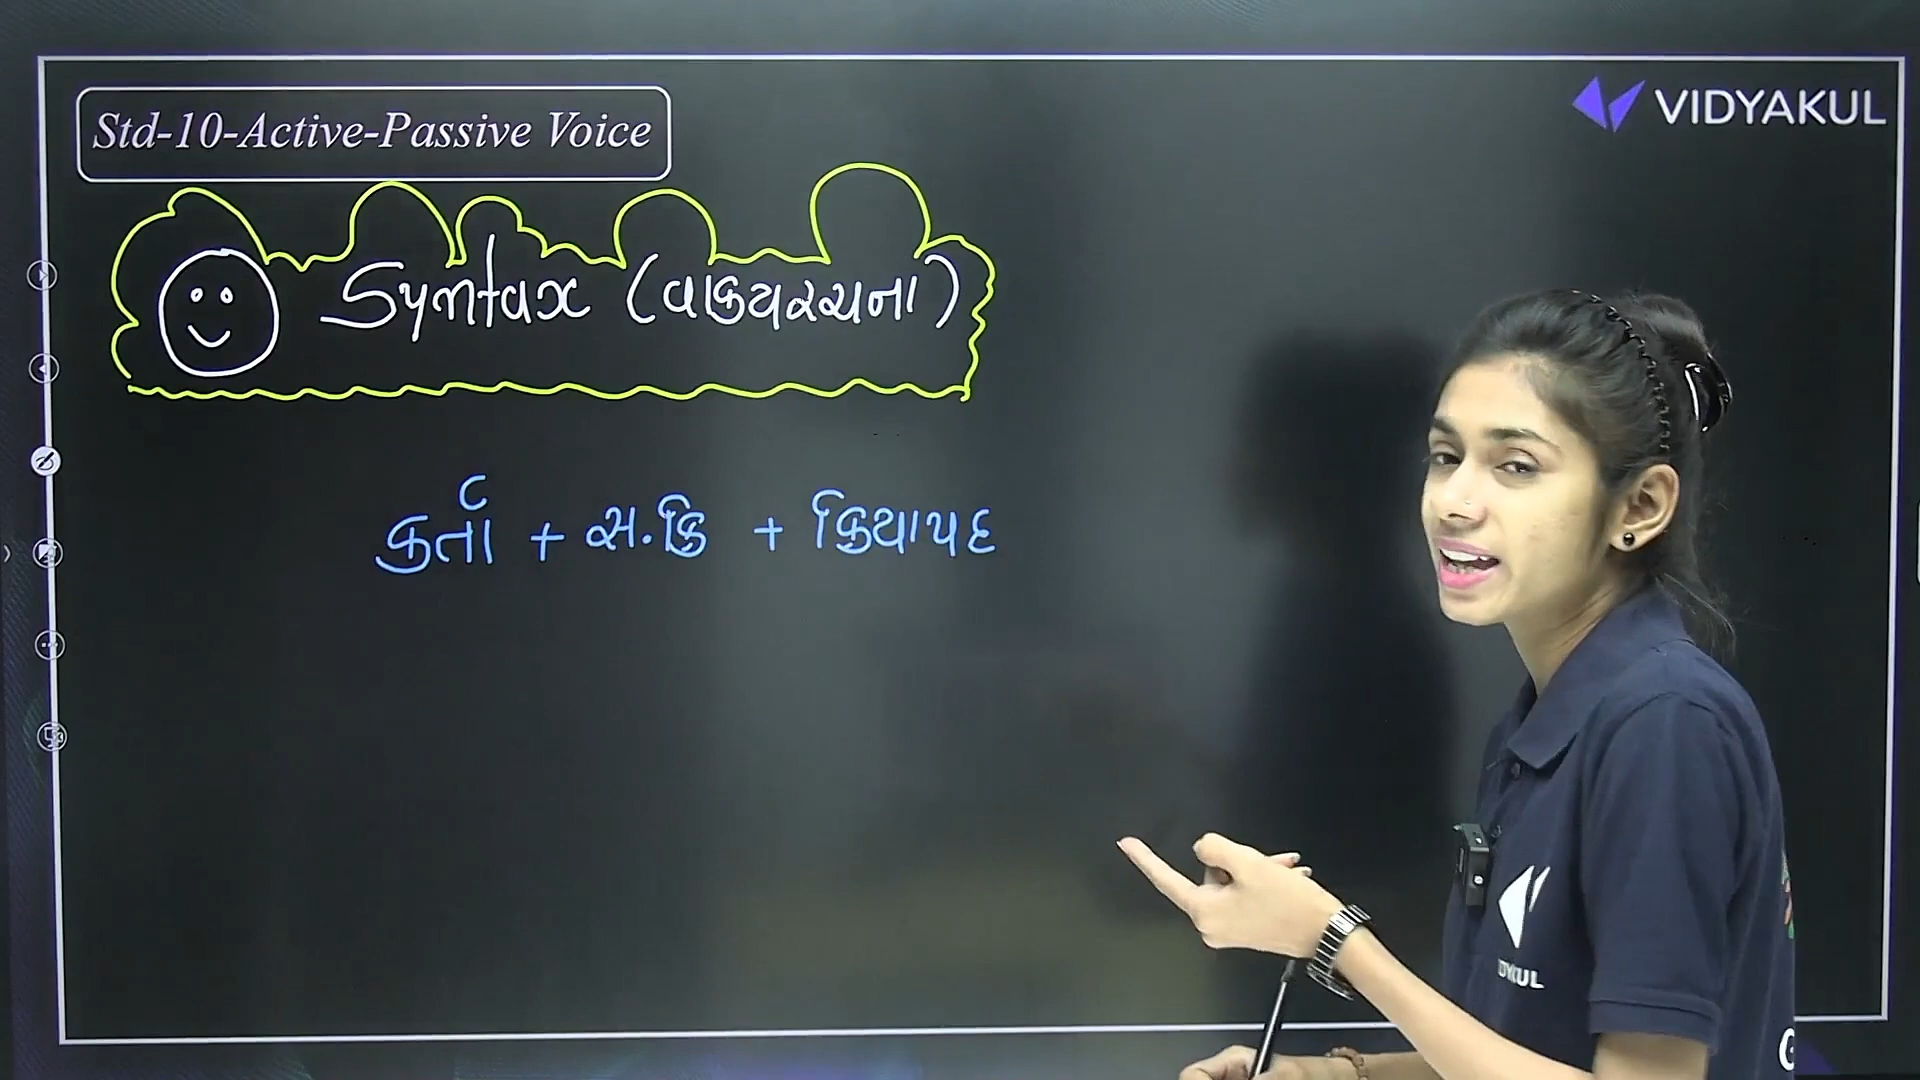 Std-10-Active-Passive Voice
VIDYAKUL
Syntax (વાક્યરચના)
કર્તા + સ.ક્રિ + ક્રિયાપદ